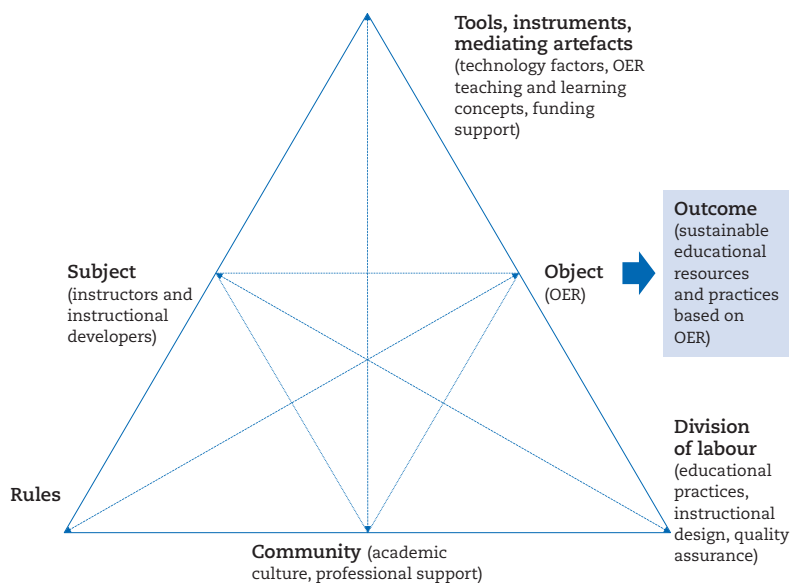 Tools, instruments,
mediating artefacts
(technology factors, OER
teaching and learning
concepts, funding
support)
Subject
(instructors and
instructional
developers)
Object
(OER)
Outcome
(sustainable
educational
resources
and practices
based on
OER)
Rules
Community (academic
culture, professional support)
Division
of labour
(educational
practices,
instructional
design, quality
assurance)